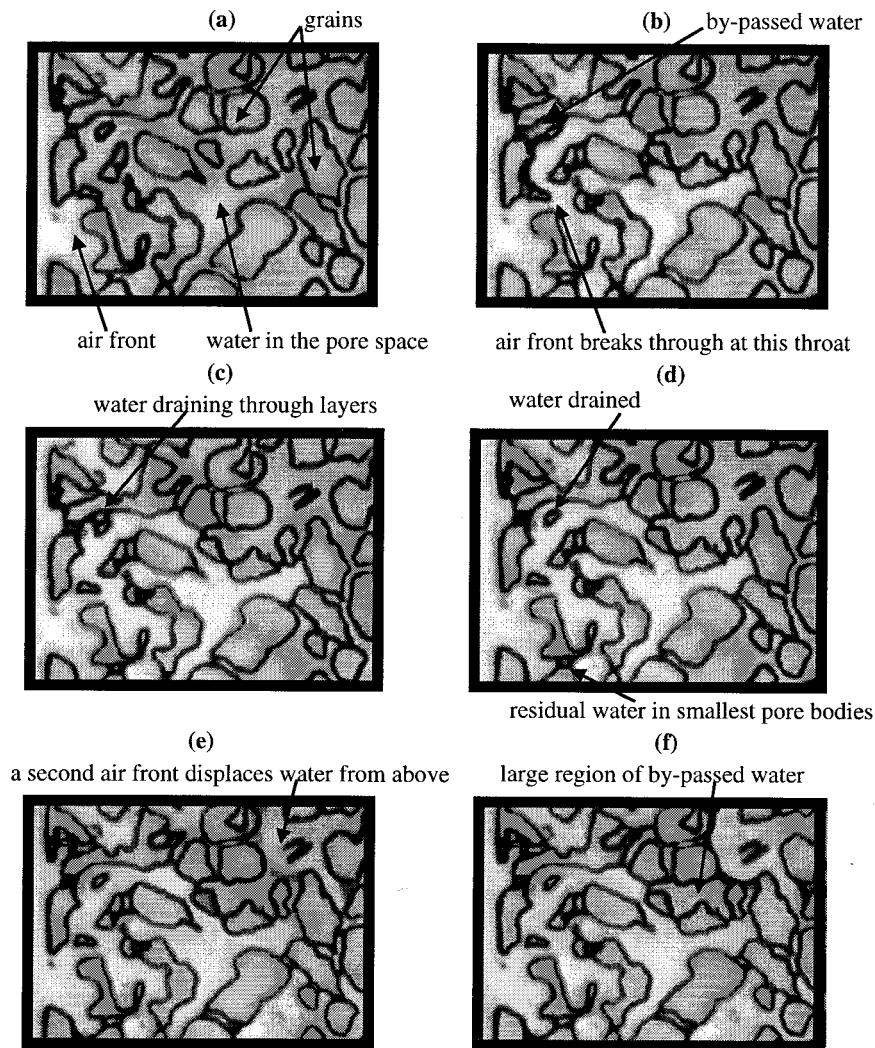 (a)
grains
(b)
by-passed water
air front
water in the pore space
air front breaks through at this throat
(c)
water draining through layers
(d)
water drained
residual water in smallest pore bodies
(e)
a second air front displaces water from above
(f)
large region of by-passed water